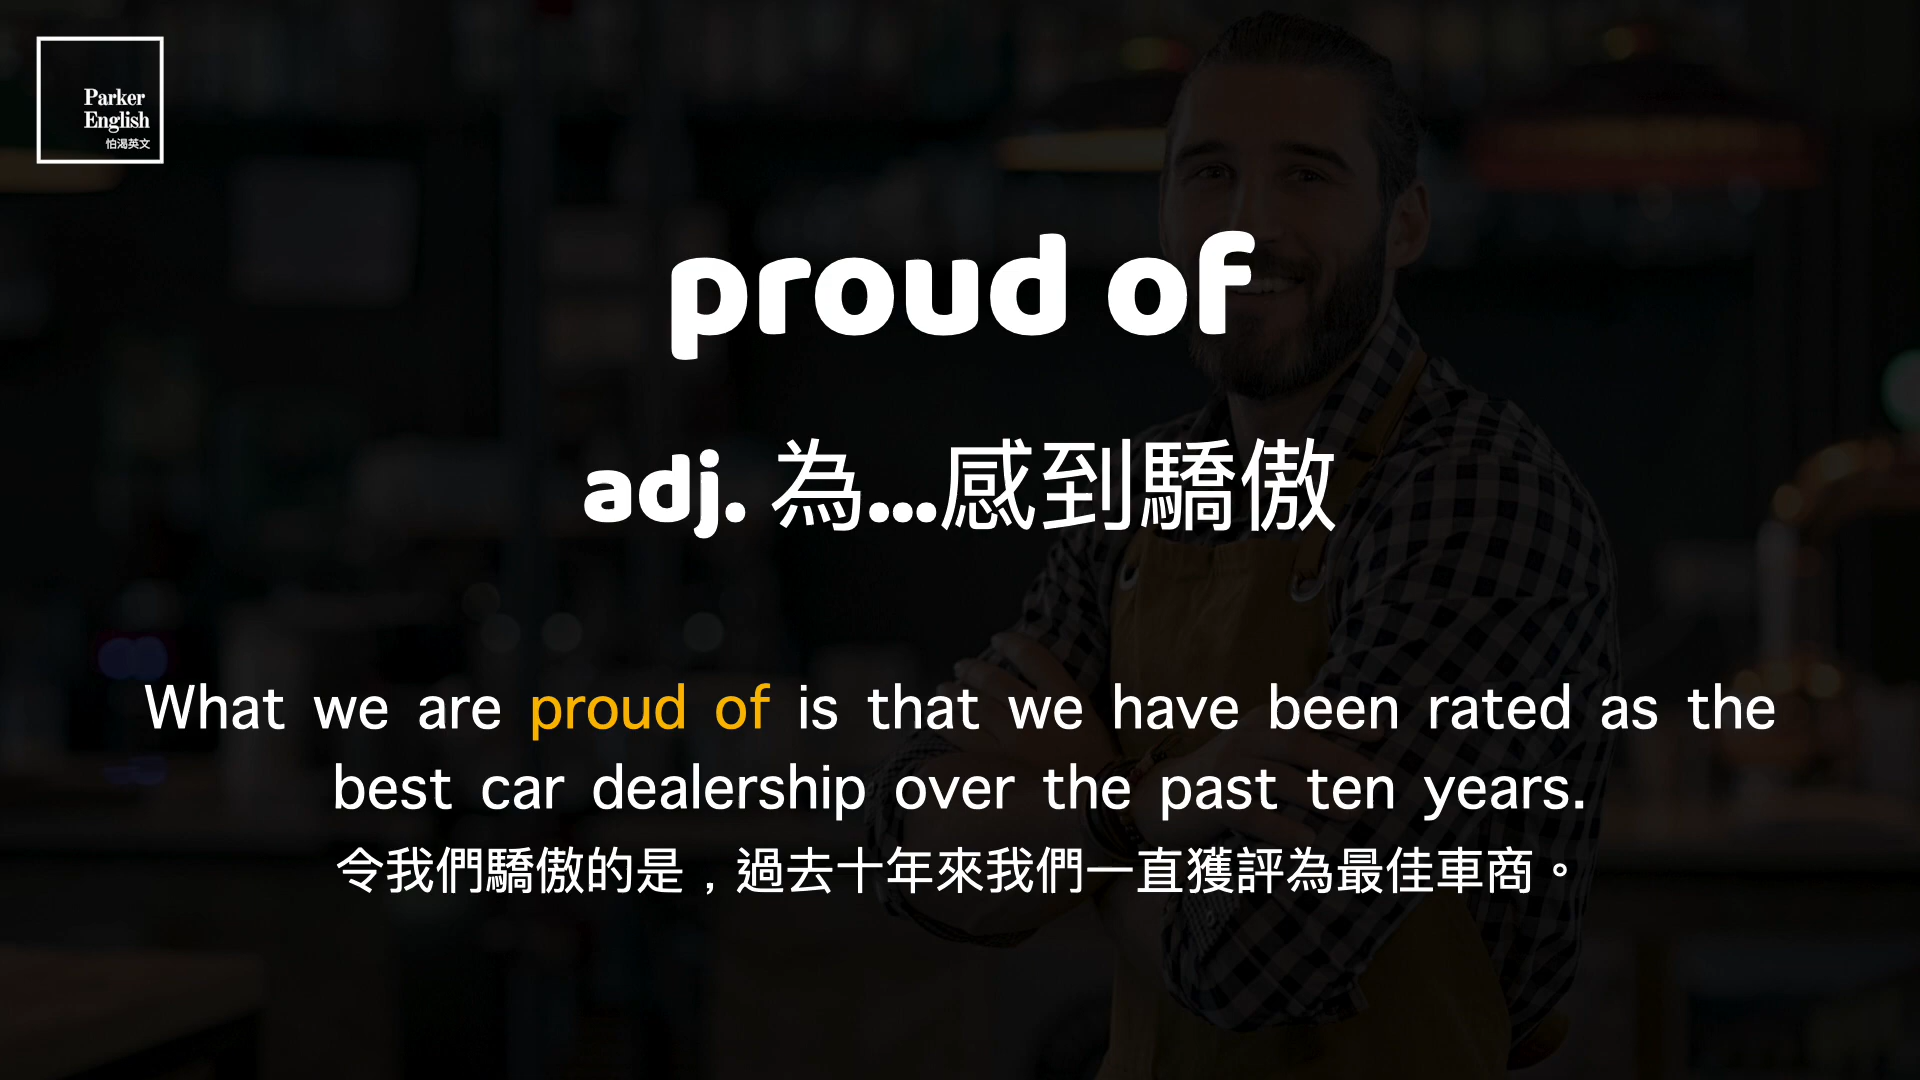 Parker
English
怕渴英文
proud of
adj. 為...感到驕傲
What we are proud of is that we have been rated as the
best car dealership over the past ten years.
令我們驕傲的是，過去十年來我們一直獲評為最佳車商。